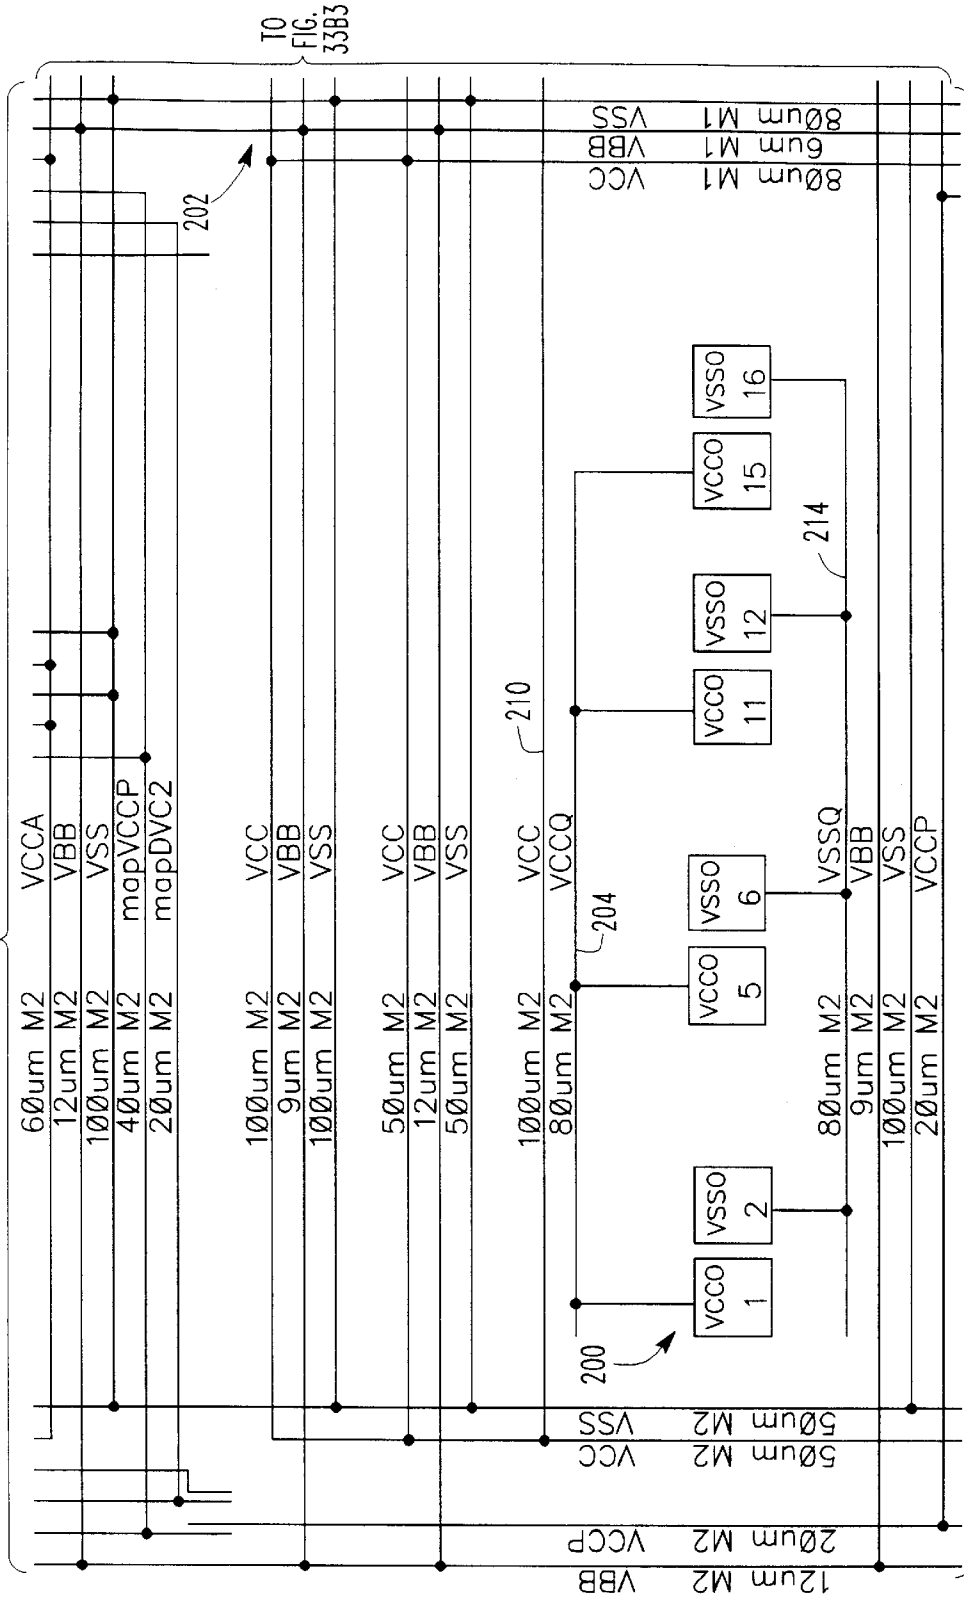 TO
FIG.
33B3
202
60um M2 VCCA
12um M2 VBB
100um M2 VSS
40um M2 mapVCCP
20um M2 mapDVC2
100um M2 VCC
9um M2 VBB
100um M2 VSS
50um M2 VCC
12um M2 VBB
50um M2 VSS
210
100um M2 VCC
80um M2 VCCQ
204
200
VCCO
1
VSSO
2
VCCO
5
VSSO
6
VCCO
11
VSSO
12
VCCO
15
VSSO
16
214
80um M2 VSSQ
9um M2 VBB
100um M2 VSS
20um M2 VCCP
VBB 12um M2
VCCP 20um M2
VCC 50um M2
VSS 50um M2
VCC 80um M1
VBB 6um M1
VSS 80um M1